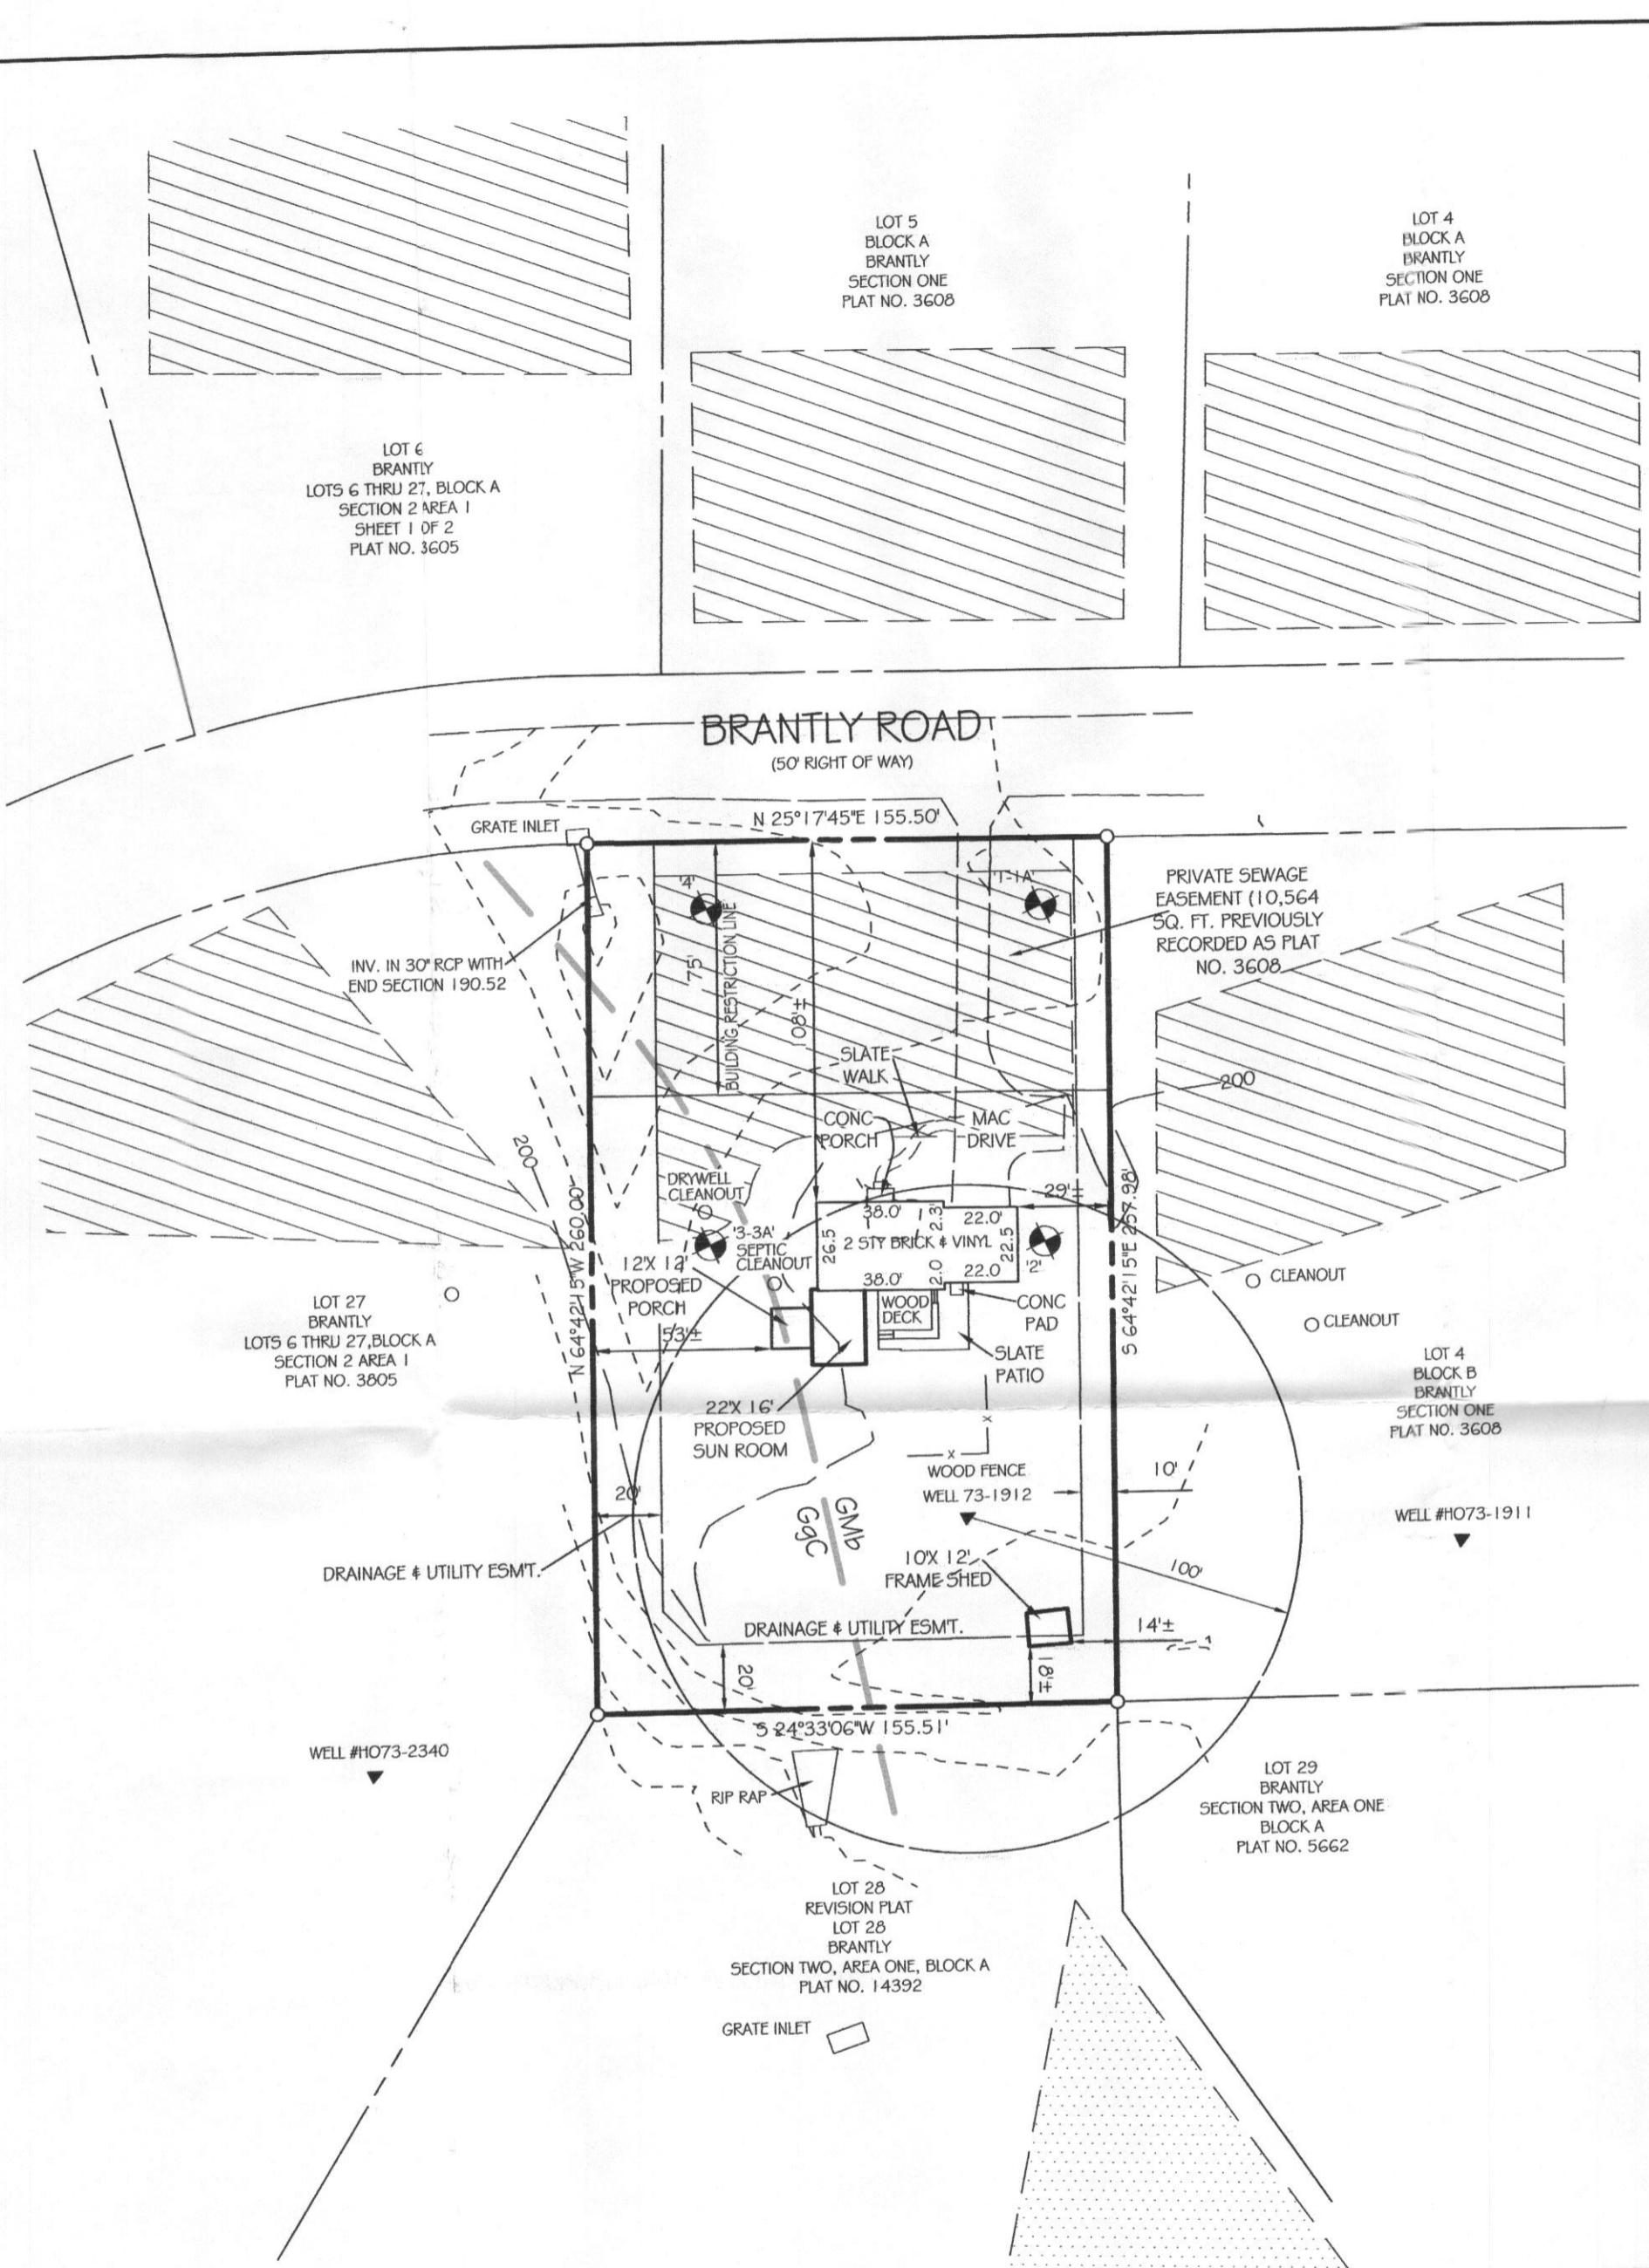 LOT 5
BLOCK A
BRANTLY
SECTION ONE
PLAT NO. 3608
LOT 4
BLOCK A
BRANTLY
SECTION ONE
PLAT NO. 3608
LOT 6
BRANTLY
LOTS 6 THRU 27, BLOCK A
SECTION 2 AREA 1
SHEET 1 OF 2
PLAT NO. 3605
BRANTLY ROAD
(50' RIGHT OF WAY)
GRATE INLET
N 25°17'45"E 155.50'
'4'
'1-1A'
PRIVATE SEWAGE
EASEMENT (10,564
SQ. FT. PREVIOUSLY
RECORDED AS PLAT
NO. 3608
INV. IN 30" RCP WITH
END SECTION 190.52
75'
BUILDING RESTRICTION LINE
108'±
SLATE
WALK
200
CONC
PORCH
MAC
DRIVE
200
DRYWELL
CLEANOUT
29'±
N 64°42'15"W 260.00'
S 64°42'15"E 257.98'
38.0'
2.3'
22.0'
'3-3A'
SEPTIC
CLEANOUT
26.5
2 STY BRICK & VINYL
22.5
'2'
38.0'
2.0
22.0
12'X 12'
PROPOSED
PORCH
CLEANOUT
WOOD
DECK
CONC
PAD
CLEANOUT
LOT 27
BRANTLY
LOTS 6 THRU 27,BLOCK A
SECTION 2 AREA 1
PLAT NO. 3805
53'±
SLATE
PATIO
LOT 4
BLOCK B
BRANTLY
SECTION ONE
PLAT NO. 3608
22'X 16'
PROPOSED
SUN ROOM
x
x
WOOD FENCE
10'
20'
WELL 73-1912
WELL #HO73-1911
GMb
GgC
DRAINAGE & UTILITY ESM'T.
10'X 12'
FRAME SHED
100'
DRAINAGE & UTILITY ESM'T.
14'±
20'
18'±
S 24°33'06"W 155.51'
WELL #HO73-2340
RIP RAP
LOT 29
BRANTLY
SECTION TWO, AREA ONE
BLOCK A
PLAT NO. 5662
LOT 28
REVISION PLAT
LOT 28
BRANTLY
SECTION TWO, AREA ONE, BLOCK A
PLAT NO. 14392
GRATE INLET